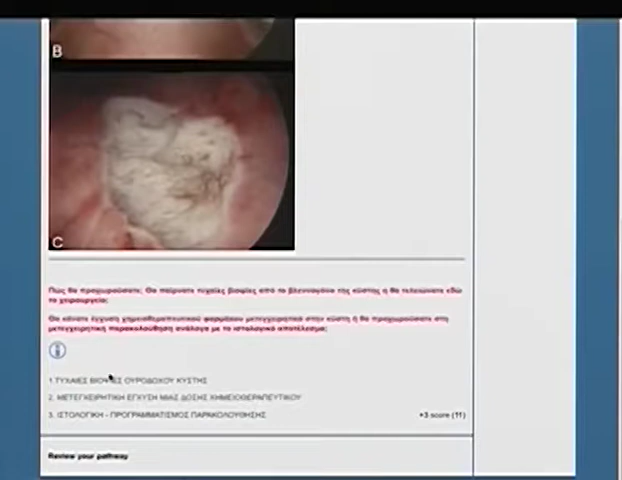 B
C
Πώς θα προχωρούσατε; Θα παίρνατε τυχαίες βιοψίες από το βλεννογόνο της κύστης ή θα τελειώνατε εδώ
το χειρουργείο;
Θα κάνατε έγχυση χημειοθεραπευτικού φαρμάκου μετεγχειρητικά στην κύστη ή θα προχωρούσατε στη
μετεγχειρητική παρακολούθηση ανάλογα με το ιστολογικό αποτέλεσμα;
1 ΤΥΧΑΙΕΣ ΒΙΟΨΙΕΣ ΟΥΡΟΔΟΧΟΥ ΚΥΣΤΗΣ
2. ΜΕΤΕΓΧΕΙΡΗΤΙΚΗ ΕΓΧΥΣΗ ΜΙΑΣ ΔΟΣΗΣ ΧΗΜΕΙΟΘΕΡΑΠΕΥΤΙΚΟΥ
3. ΙΣΤΟΛΟΓΙΚΗ - ΠΡΟΓΡΑΜΜΑΤΙΣΜΟΣ ΠΑΡΑΚΟΛΟΥΘΗΣΗΣ +3 score (11)
Review your pathway